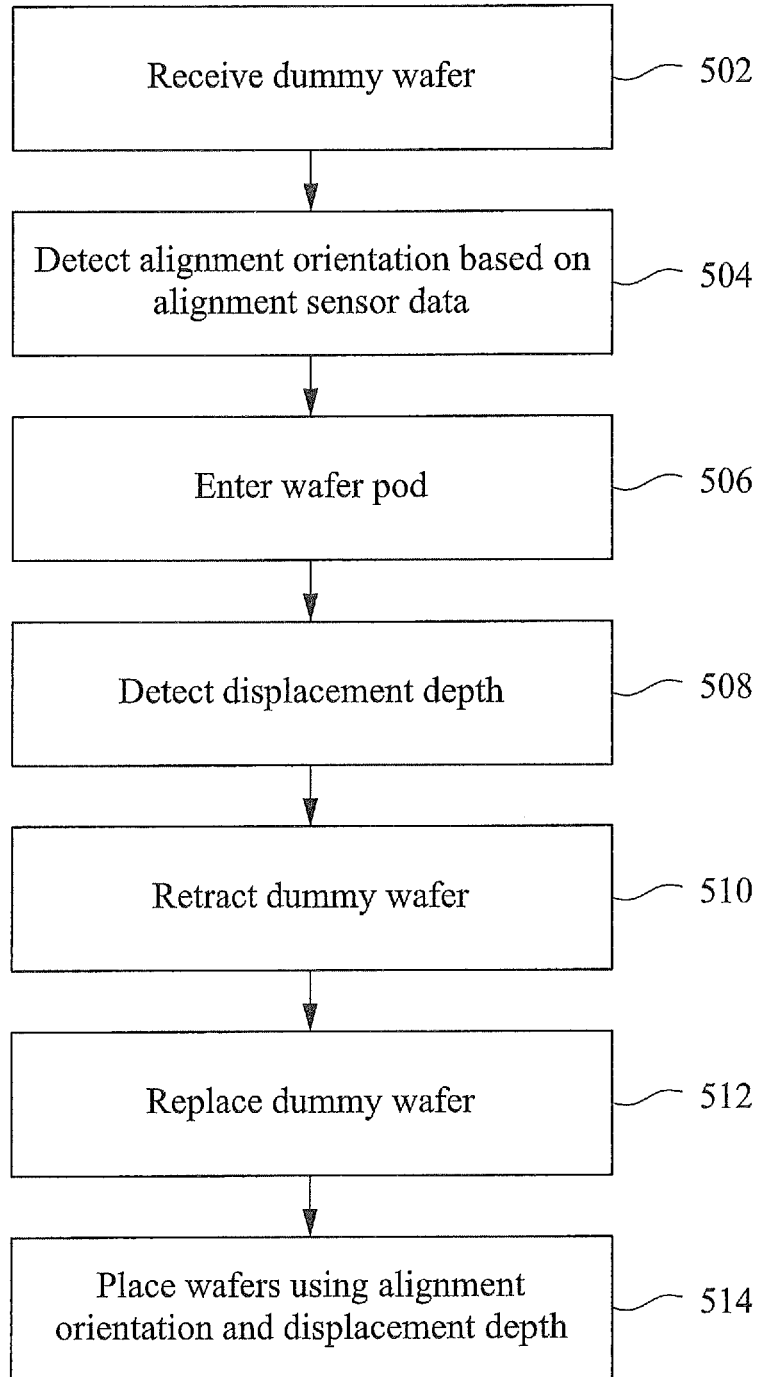 Receive dummy wafer
502
Detect alignment orientation based on
alignment sensor data
504
Enter wafer pod
506
Detect displacement depth
508
Retract dummy wafer
510
Replace dummy wafer
512
Place wafers using alignment
orientation and displacement depth
514